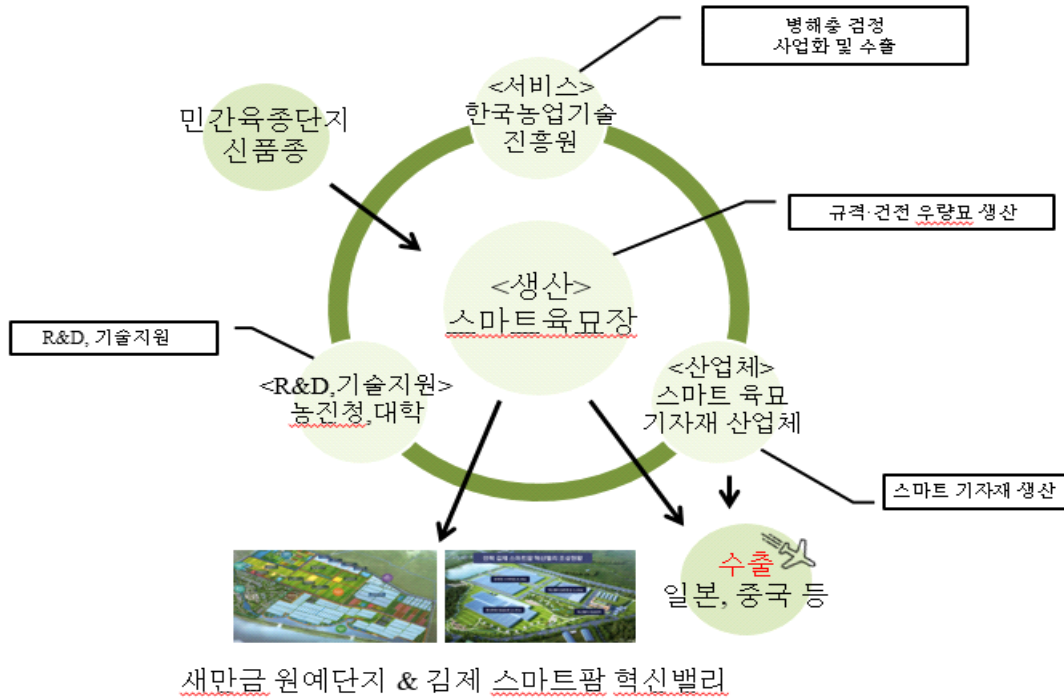 병해충 검정
사업화 및 수출
<서비스>
한국농업기술
진흥원
민간육종단지
신품종
규격·건전 우량묘 생산
<생산>
스마트육묘장
R&D, 기술지원
<R&D,기술지원>
농진청,대학
<산업체>
스마트 육묘
기자재 산업체
스마트 기자재 생산
수출
일본, 중국 등
새만금 원예단지 & 김제 스마트팜 혁신밸리